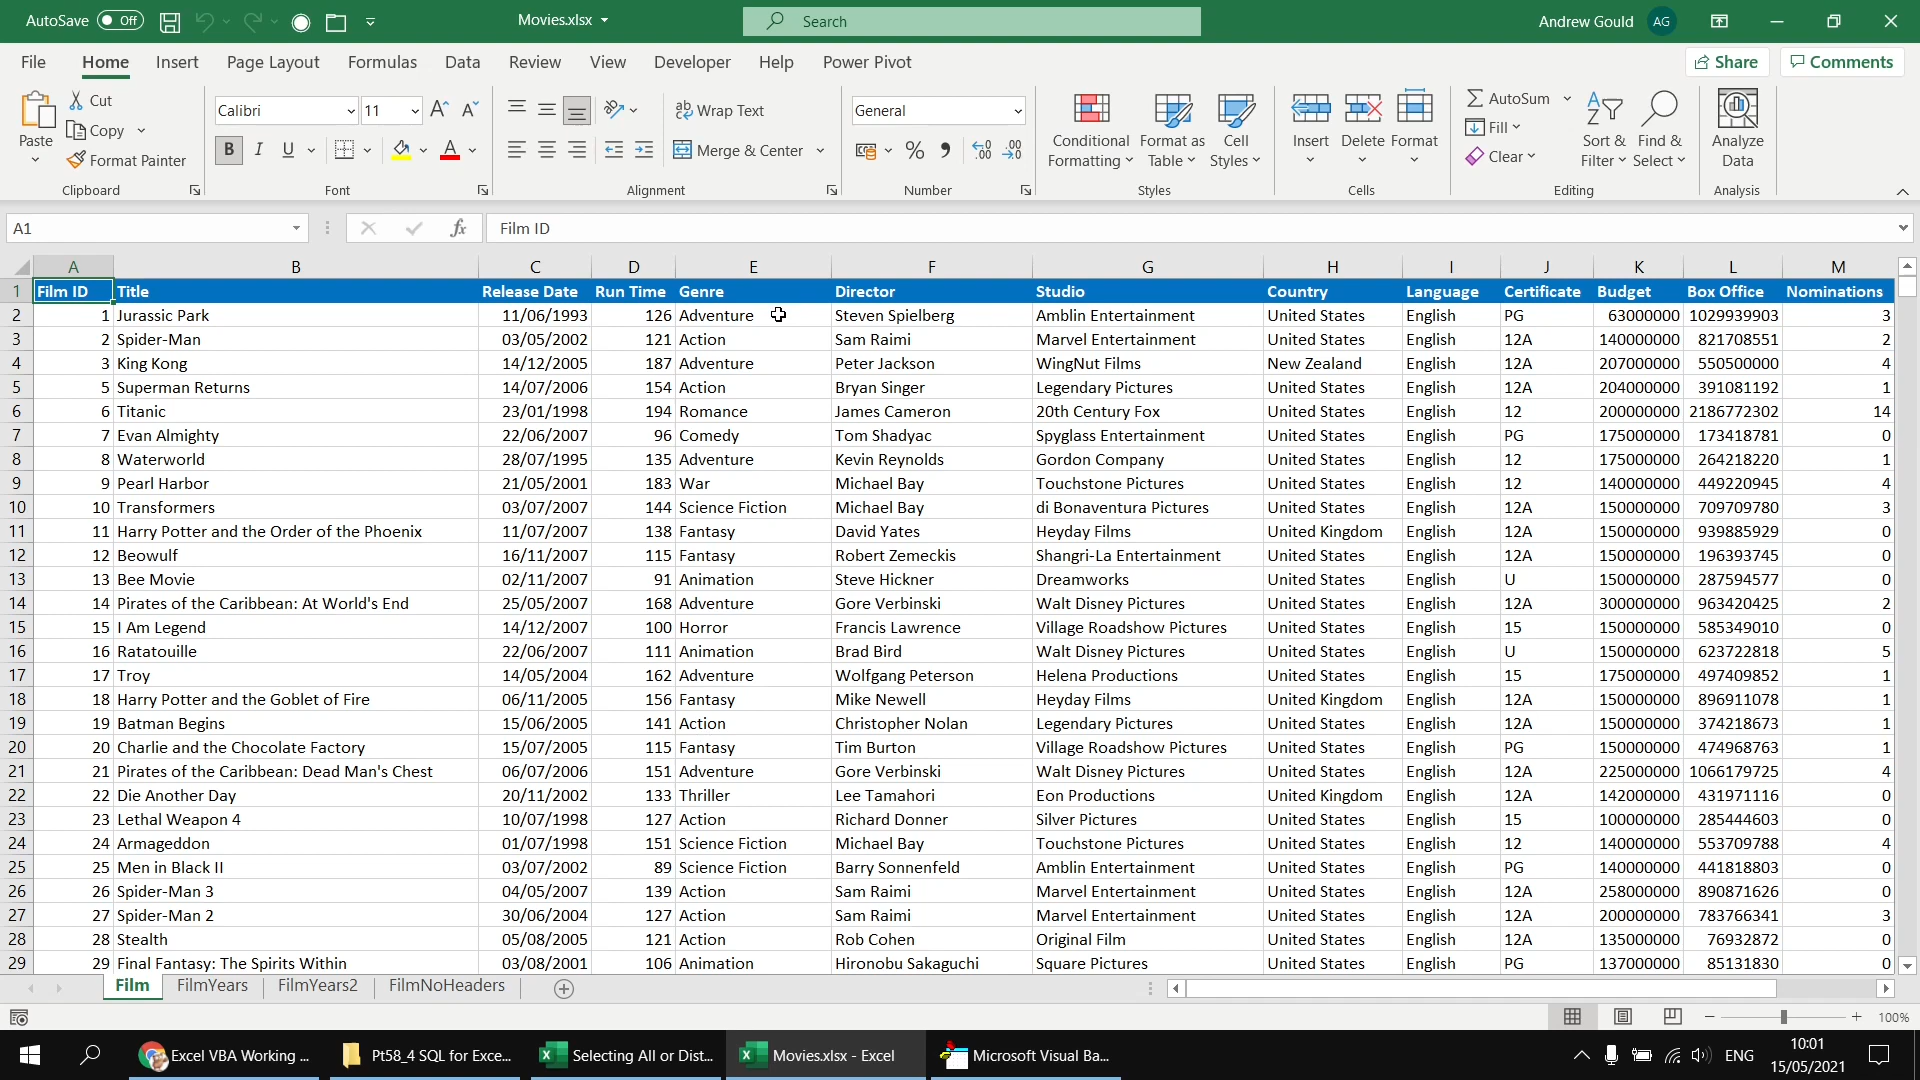 AutoSave Off Movies.xlsx Search Andrew Gould AG
File Home Insert Page Layout Formulas Data Review View Developer Help Power Pivot Share Comments
Paste Cut Copy Format Painter Clipboard
Calibri 11 B I U A Font
ab Wrap Text Merge & Center Alignment
General % Number
Conditional Formatting Format as Table Cell Styles Styles
Insert Delete Format Cells
AutoSum Fill Clear Sort & Filter Find & Select Editing
Analyze Data Analysis
A1 fx Film ID
A B C D E F G H I J K L M
1 Film ID Title Release Date Run Time Genre Director Studio Country Language Certificate Budget Box Office Nominations
2 1 Jurassic Park 11/06/1993 126 Adventure Steven Spielberg Amblin Entertainment United States English PG 63000000 1029939903 3
3 2 Spider-Man 03/05/2002 121 Action Sam Raimi Marvel Entertainment United States English 12A 140000000 821708551 2
4 3 King Kong 14/12/2005 187 Adventure Peter Jackson WingNut Films New Zealand English 12A 207000000 550500000 4
5 5 Superman Returns 14/07/2006 154 Action Bryan Singer Legendary Pictures United States English 12A 204000000 391081192 1
6 6 Titanic 23/01/1998 194 Romance James Cameron 20th Century Fox United States English 12 200000000 2186772302 14
7 7 Evan Almighty 22/06/2007 96 Comedy Tom Shadyac Spyglass Entertainment United States English PG 175000000 173418781 0
8 8 Waterworld 28/07/1995 135 Adventure Kevin Reynolds Gordon Company United States English 12 175000000 264218220 1
9 9 Pearl Harbor 21/05/2001 183 War Michael Bay Touchstone Pictures United States English 12 140000000 449220945 4
10 10 Transformers 03/07/2007 144 Science Fiction Michael Bay di Bonaventura Pictures United States English 12A 150000000 709709780 3
11 11 Harry Potter and the Order of the Phoenix 11/07/2007 138 Fantasy David Yates Heyday Films United Kingdom English 12A 150000000 939885929 0
12 12 Beowulf 16/11/2007 115 Fantasy Robert Zemeckis Shangri-La Entertainment United States English 12A 150000000 196393745 0
13 13 Bee Movie 02/11/2007 91 Animation Steve Hickner Dreamworks United States English U 150000000 287594577 0
14 14 Pirates of the Caribbean: At World's End 25/05/2007 168 Adventure Gore Verbinski Walt Disney Pictures United States English 12A 300000000 963420425 2
15 15 I Am Legend 14/12/2007 100 Horror Francis Lawrence Village Roadshow Pictures United States English 15 150000000 585349010 0
16 16 Ratatouille 22/06/2007 111 Animation Brad Bird Walt Disney Pictures United States English U 150000000 623722818 5
17 17 Troy 14/05/2004 162 Adventure Wolfgang Peterson Helena Productions United States English 15 175000000 497409852 1
18 18 Harry Potter and the Goblet of Fire 06/11/2005 156 Fantasy Mike Newell Heyday Films United Kingdom English 12A 150000000 896911078 1
19 19 Batman Begins 15/06/2005 141 Action Christopher Nolan Legendary Pictures United States English 12A 150000000 374218673 1
20 20 Charlie and the Chocolate Factory 15/07/2005 115 Fantasy Tim Burton Village Roadshow Pictures United States English PG 150000000 474968763 1
21 21 Pirates of the Caribbean: Dead Man's Chest 06/07/2006 151 Adventure Gore Verbinski Walt Disney Pictures United States English 12A 225000000 1066179725 4
22 22 Die Another Day 20/11/2002 133 Thriller Lee Tamahori Eon Productions United Kingdom English 12A 142000000 431971116 0
23 23 Lethal Weapon 4 10/07/1998 127 Action Richard Donner Silver Pictures United States English 15 100000000 285444603 0
24 24 Armageddon 01/07/1998 151 Science Fiction Michael Bay Touchstone Pictures United States English 12 140000000 553709788 4
25 25 Men in Black II 03/07/2002 89 Science Fiction Barry Sonnenfeld Amblin Entertainment United States English PG 140000000 441818803 0
26 26 Spider-Man 3 04/05/2007 139 Action Sam Raimi Marvel Entertainment United States English 12A 258000000 890871626 0
27 27 Spider-Man 2 30/06/2004 127 Action Sam Raimi Marvel Entertainment United States English 12A 200000000 783766341 3
28 28 Stealth 05/08/2005 121 Action Rob Cohen Original Film United States English 12A 135000000 76932872 0
29 29 Final Fantasy: The Spirits Within 03/08/2001 106 Animation Hironobu Sakaguchi Square Pictures United States English PG 137000000 85131830 0
Film FilmYears FilmYears2 FilmNoHeaders
100%
Excel VBA Working ... Pt58_4 SQL for Exce... Selecting All or Dist... Movies.xlsx - Excel Microsoft Visual Ba... ENG 10:01
15/05/2021